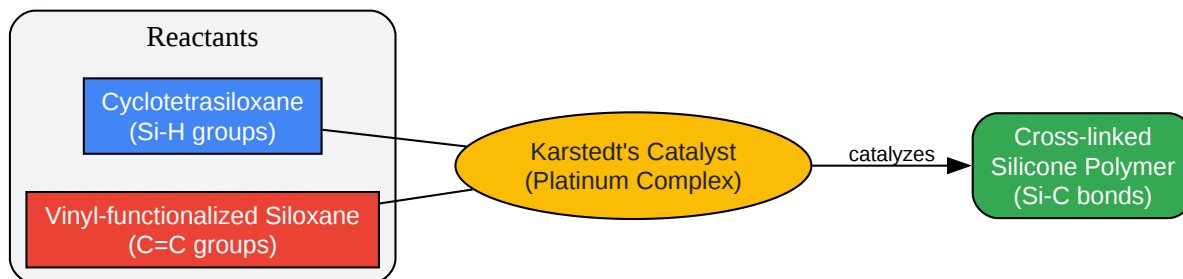 Reactants
Cyclotetrasiloxane
(Si-H groups)
Vinyl-functionalized Siloxane
(C=C groups)
Karstedt's Catalyst
(Platinum Complex)
catalyzes
Cross-linked
Silicone Polymer
(Si-C bonds)